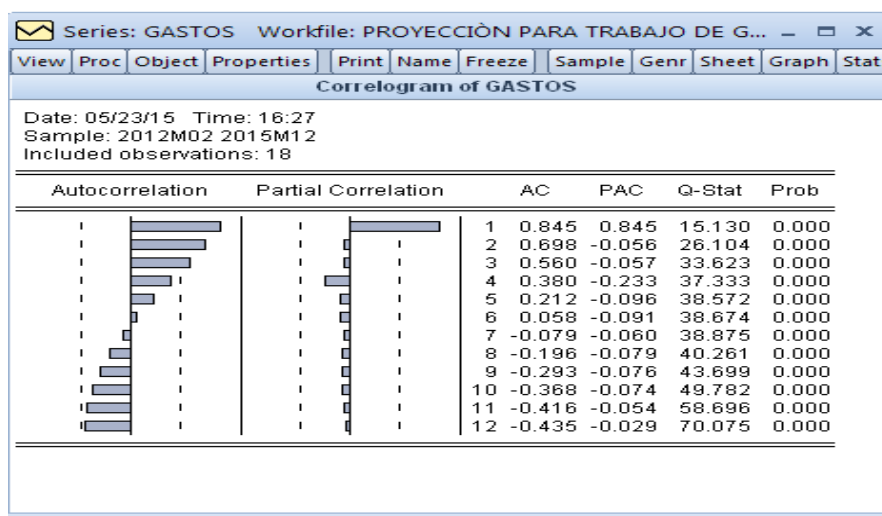 Series: GASTOS Workfile: PROYECCIÒN PARA TRABAJO DE G...
View Proc Object Properties Print Name Freeze Sample Genr Sheet Graph Stat
Correlogram of GASTOS
Date: 05/23/15 Time: 16:27
Sample: 2012M02 2015M12
Included observations: 18
Autocorrelation Partial Correlation AC PAC Q-Stat Prob
1 0.845 0.845 15.130 0.000
2 0.698 -0.056 26.104 0.000
3 0.560 -0.057 33.623 0.000
4 0.380 -0.233 37.333 0.000
5 0.212 -0.096 38.572 0.000
6 0.058 -0.091 38.674 0.000
7 -0.079 -0.060 38.875 0.000
8 -0.196 -0.079 40.261 0.000
9 -0.293 -0.076 43.699 0.000
10 -0.368 -0.074 49.782 0.000
11 -0.416 -0.054 58.696 0.000
12 -0.435 -0.029 70.075 0.000